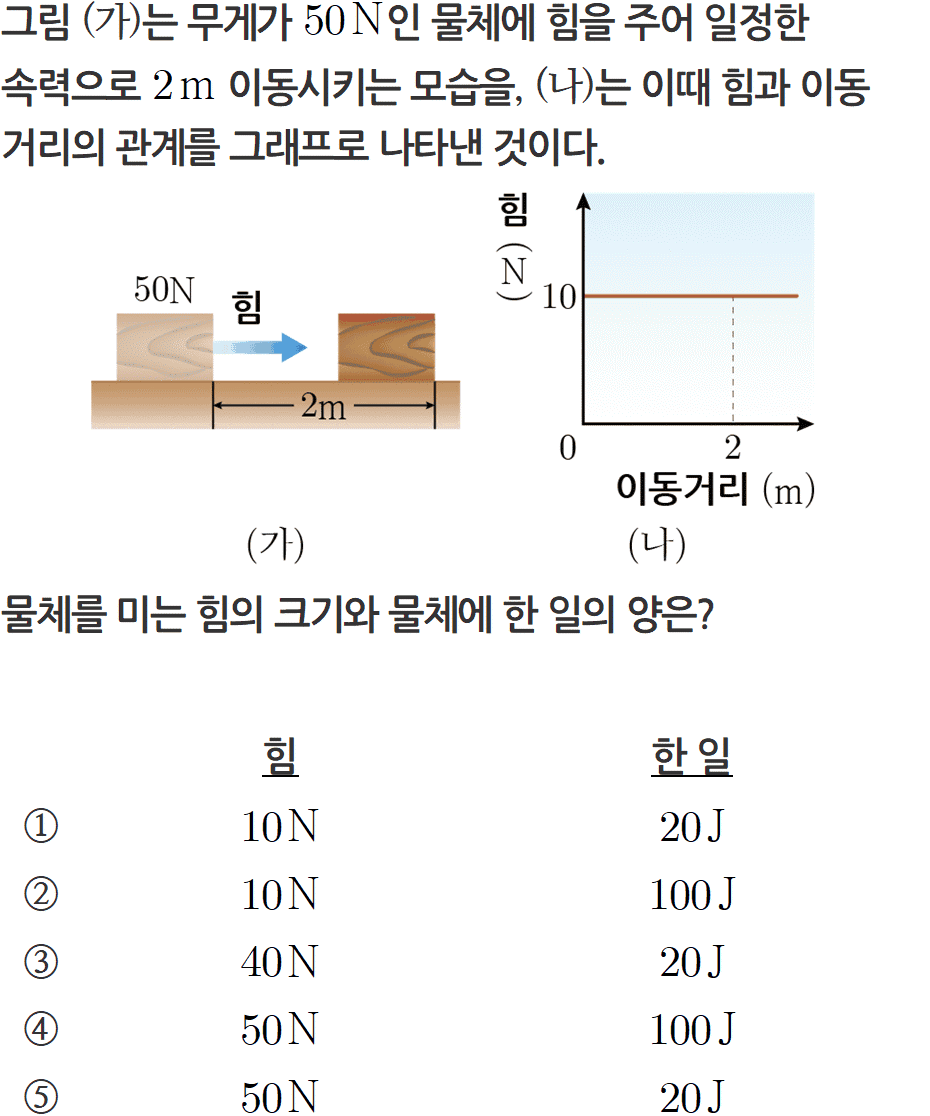 그림 (가)는 무게가 50 N인 물체에 힘을 주어 일정한
속력으로 2 m 이동시키는 모습을, (나)는 이때 힘과 이동
거리의 관계를 그래프로 나타낸 것이다.
50N
힘
2m
(가)
힘
(N)
10
0
2
이동거리 (m)
(나)
물체를 미는 힘의 크기와 물체에 한 일의 양은?
힘 한 일
① 10 N 20 J
② 10 N 100 J
③ 40 N 20 J
④ 50 N 100 J
⑤ 50 N 20 J